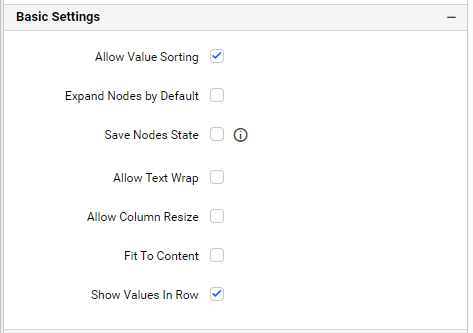 Basic Settings
Allow Value Sorting
Expand Nodes by Default
Save Nodes State
Allow Text Wrap
Allow Column Resize
Fit To Content
Show Values In Row